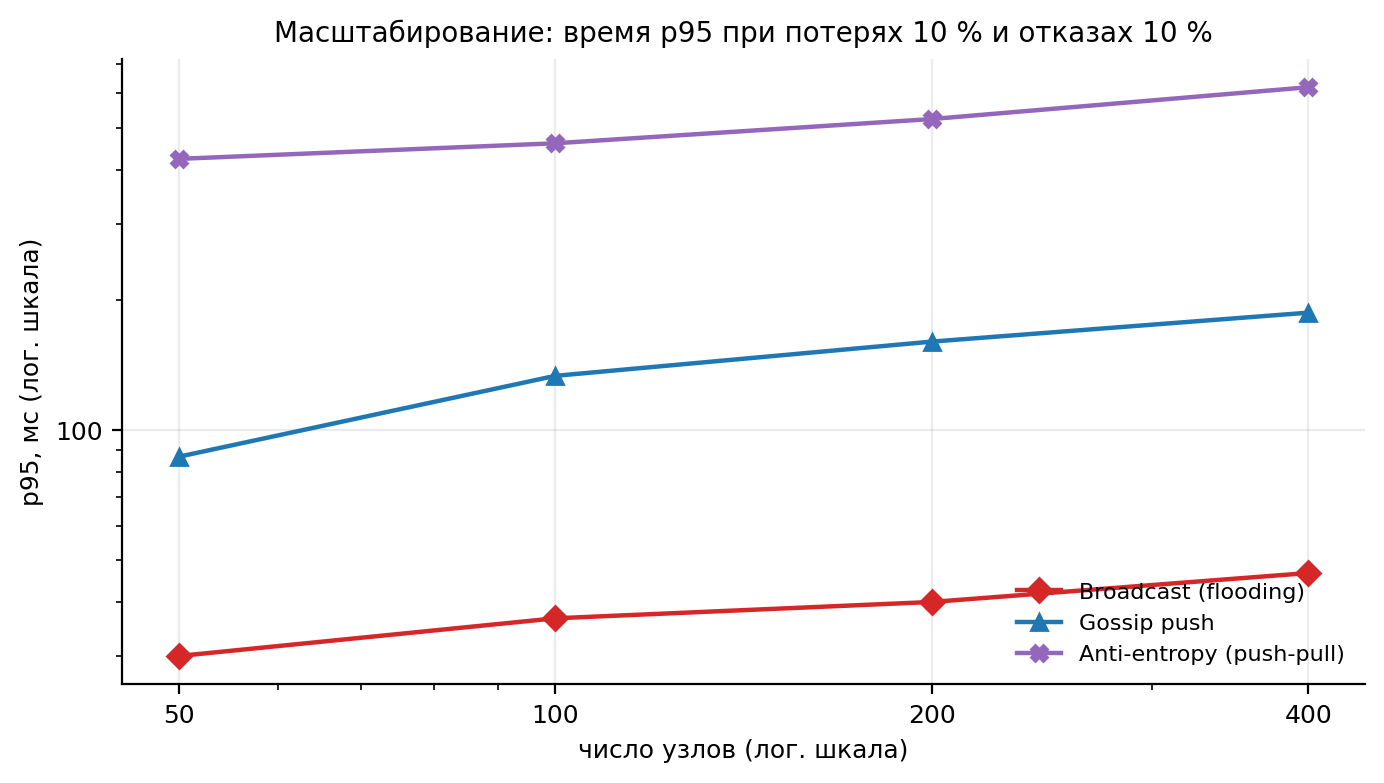 Масштабирование: время p95 при потерях 10 % и отказах 10 %
p95, мс (лог. шкала)
100
Broadcast (flooding)
Gossip push
Anti-entropy (push-pull)
50 100 200 400
число узлов (лог. шкала)